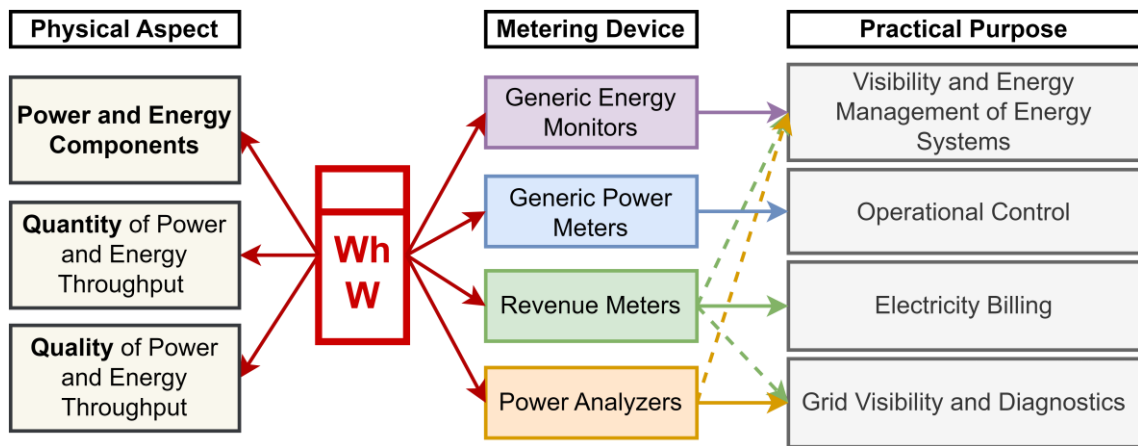 Physical Aspect
Power and Energy
Components
Quantity of Power
and Energy
Throughput
Quality of Power
and Energy
Throughput
Wh
W
Metering Device
Generic Energy
Monitors
Generic Power
Meters
Revenue Meters
Power Analyzers
Practical Purpose
Visibility and Energy
Management of Energy
Systems
Operational Control
Electricity Billing
Grid Visibility and Diagnostics